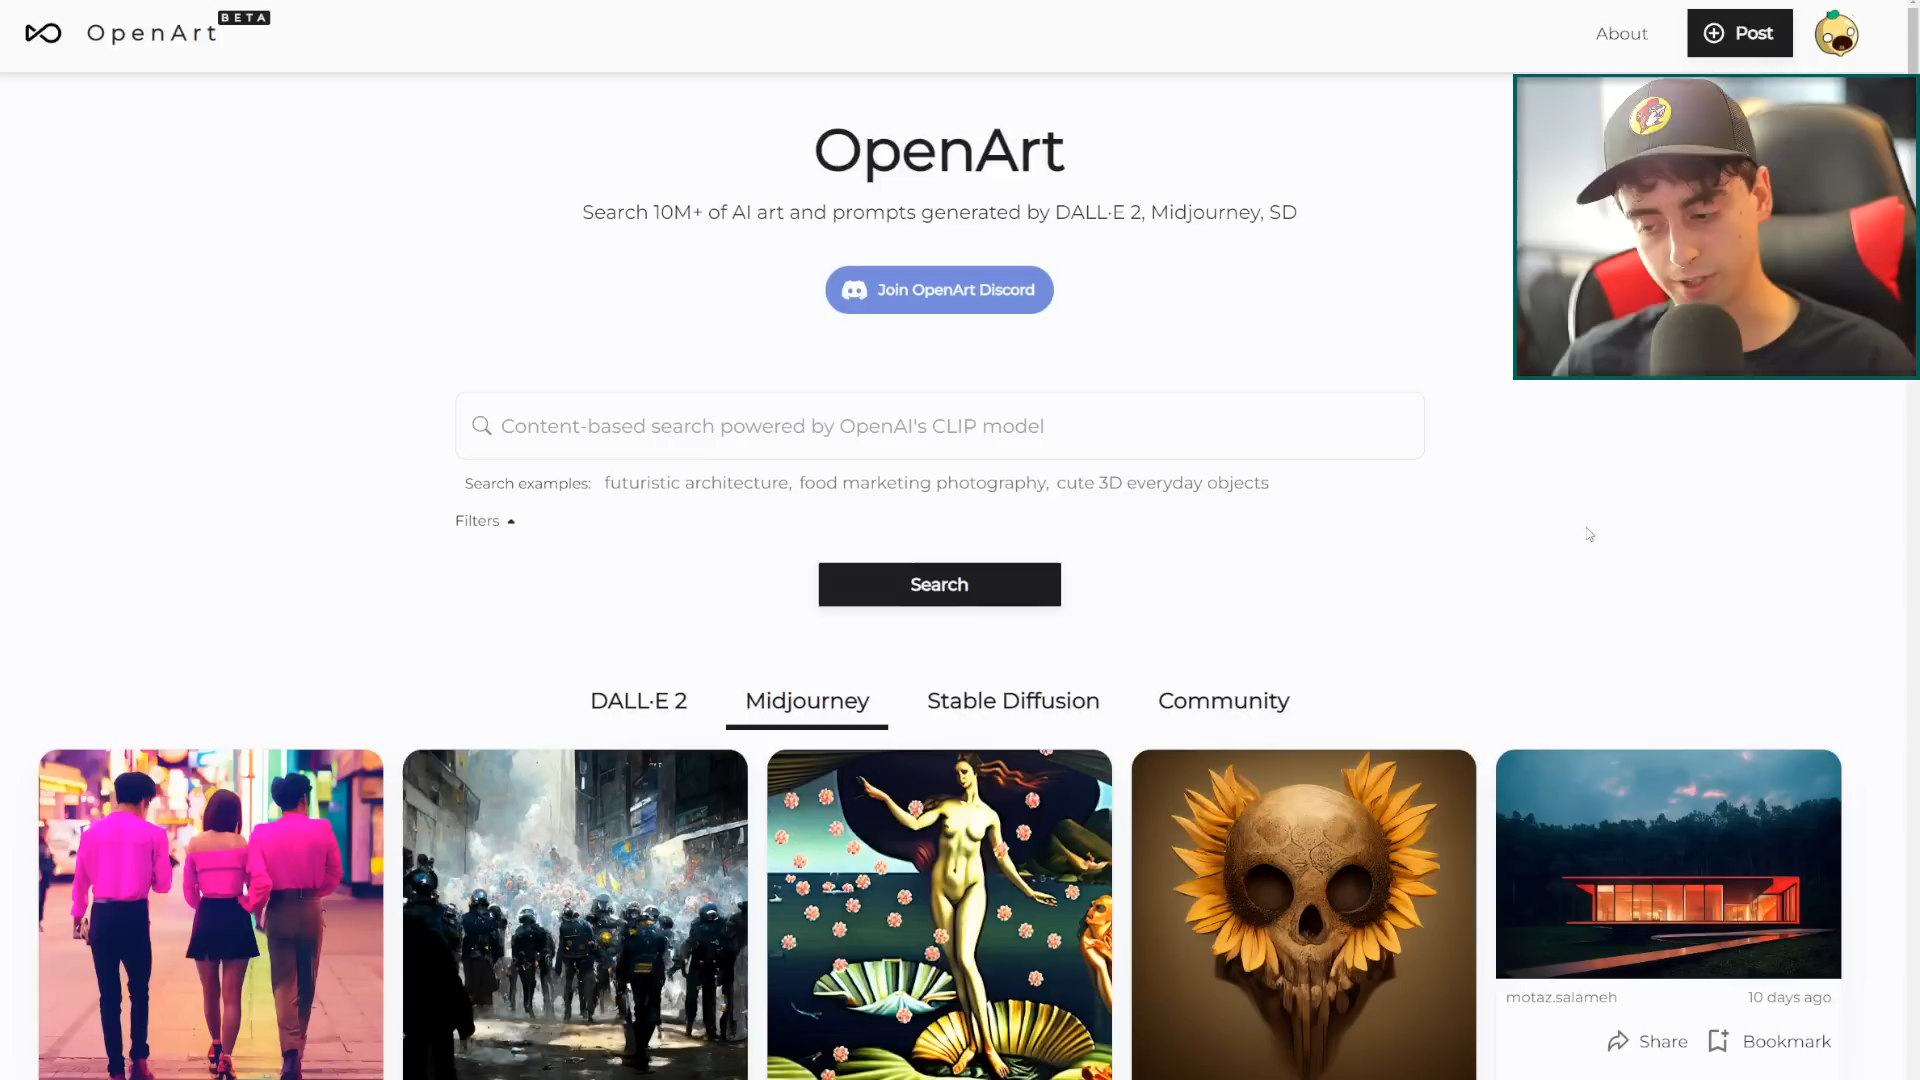 OpenArt BETA
About
Post
OpenArt
Search 10M+ of AI art and prompts generated by DALL·E 2, Midjourney, SD
Join OpenArt Discord
Content-based search powered by OpenAI's CLIP model
Search examples: futuristic architecture, food marketing photography, cute 3D everyday objects
Filters
Search
DALL·E 2 Midjourney Stable Diffusion Community
motaz.salameh 10 days ago
Share Bookmark